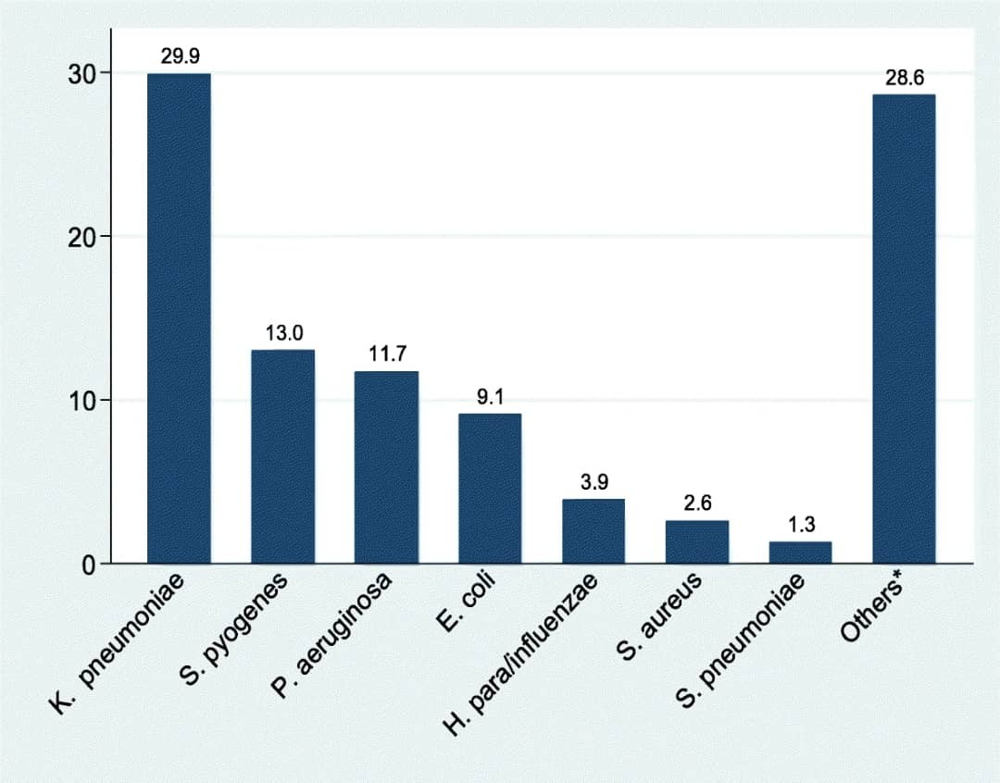 30
20
10
0
29.9
13.0
11.7
9.1
3.9
2.6
1.3
28.6
K. pneumoniae
S. pyogenes
P. aeruginosa
E. coli
H. para/influenzae
S. aureus
S. pneumoniae
Others*